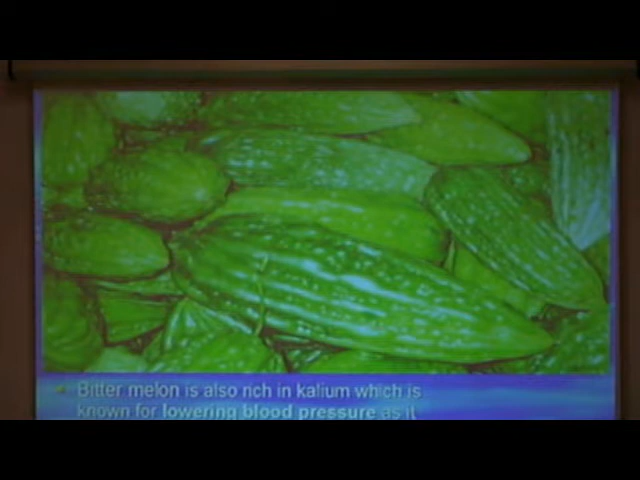 Bitter melon is also rich in kalium which is
known for lowering blood pressure as it